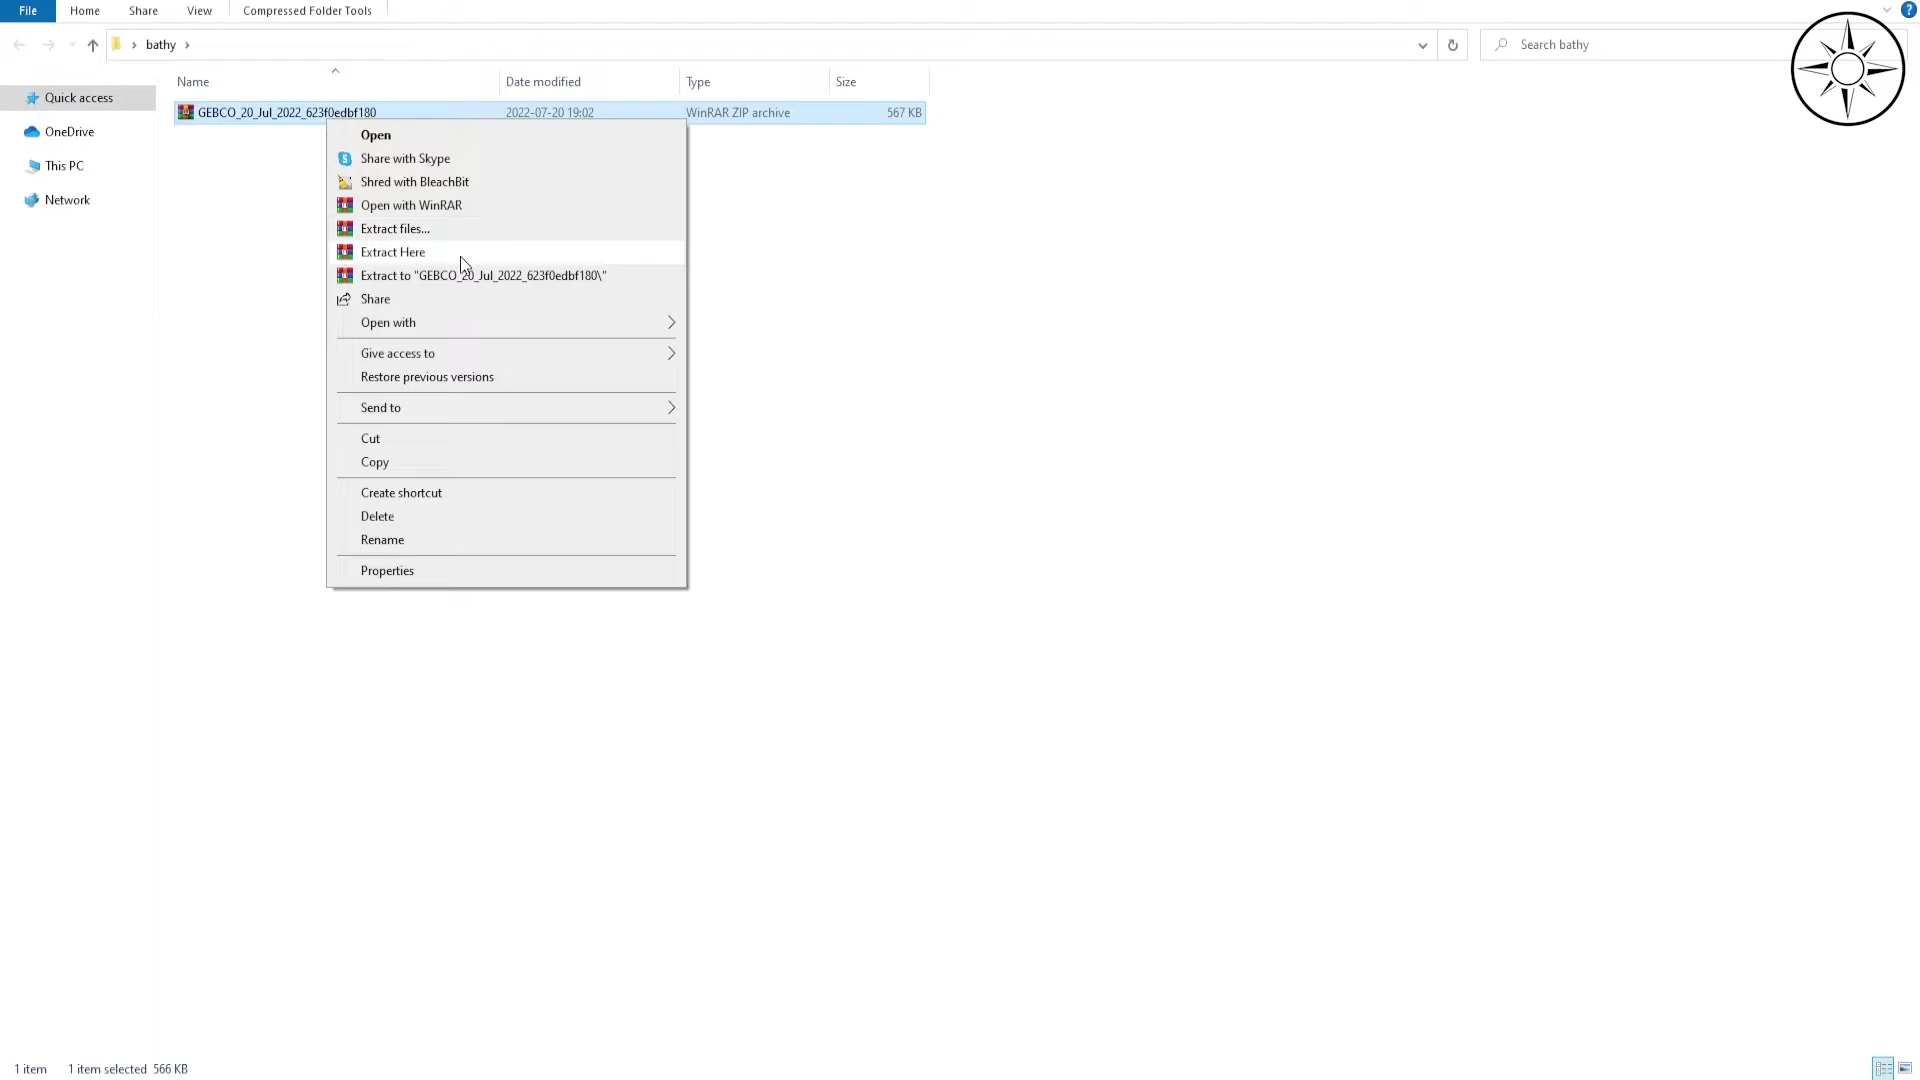 File Home Share View Compressed Folder Tools
bathy
Search bathy
Name Date modified Type Size
Quick access
GEBCO_20_Jul_2022_623f0edbf180 2022-07-20 19:02 WinRAR ZIP archive 567 KB
OneDrive
This PC
Network
Open
Share with Skype
Shred with BleachBit
Open with WinRAR
Extract files...
Extract Here
Extract to "GEBCO_20_Jul_2022_623f0edbf180\"
Share
Open with
Give access to
Restore previous versions
Send to
Cut
Copy
Create shortcut
Delete
Rename
Properties
1 item 1 item selected 566 KB